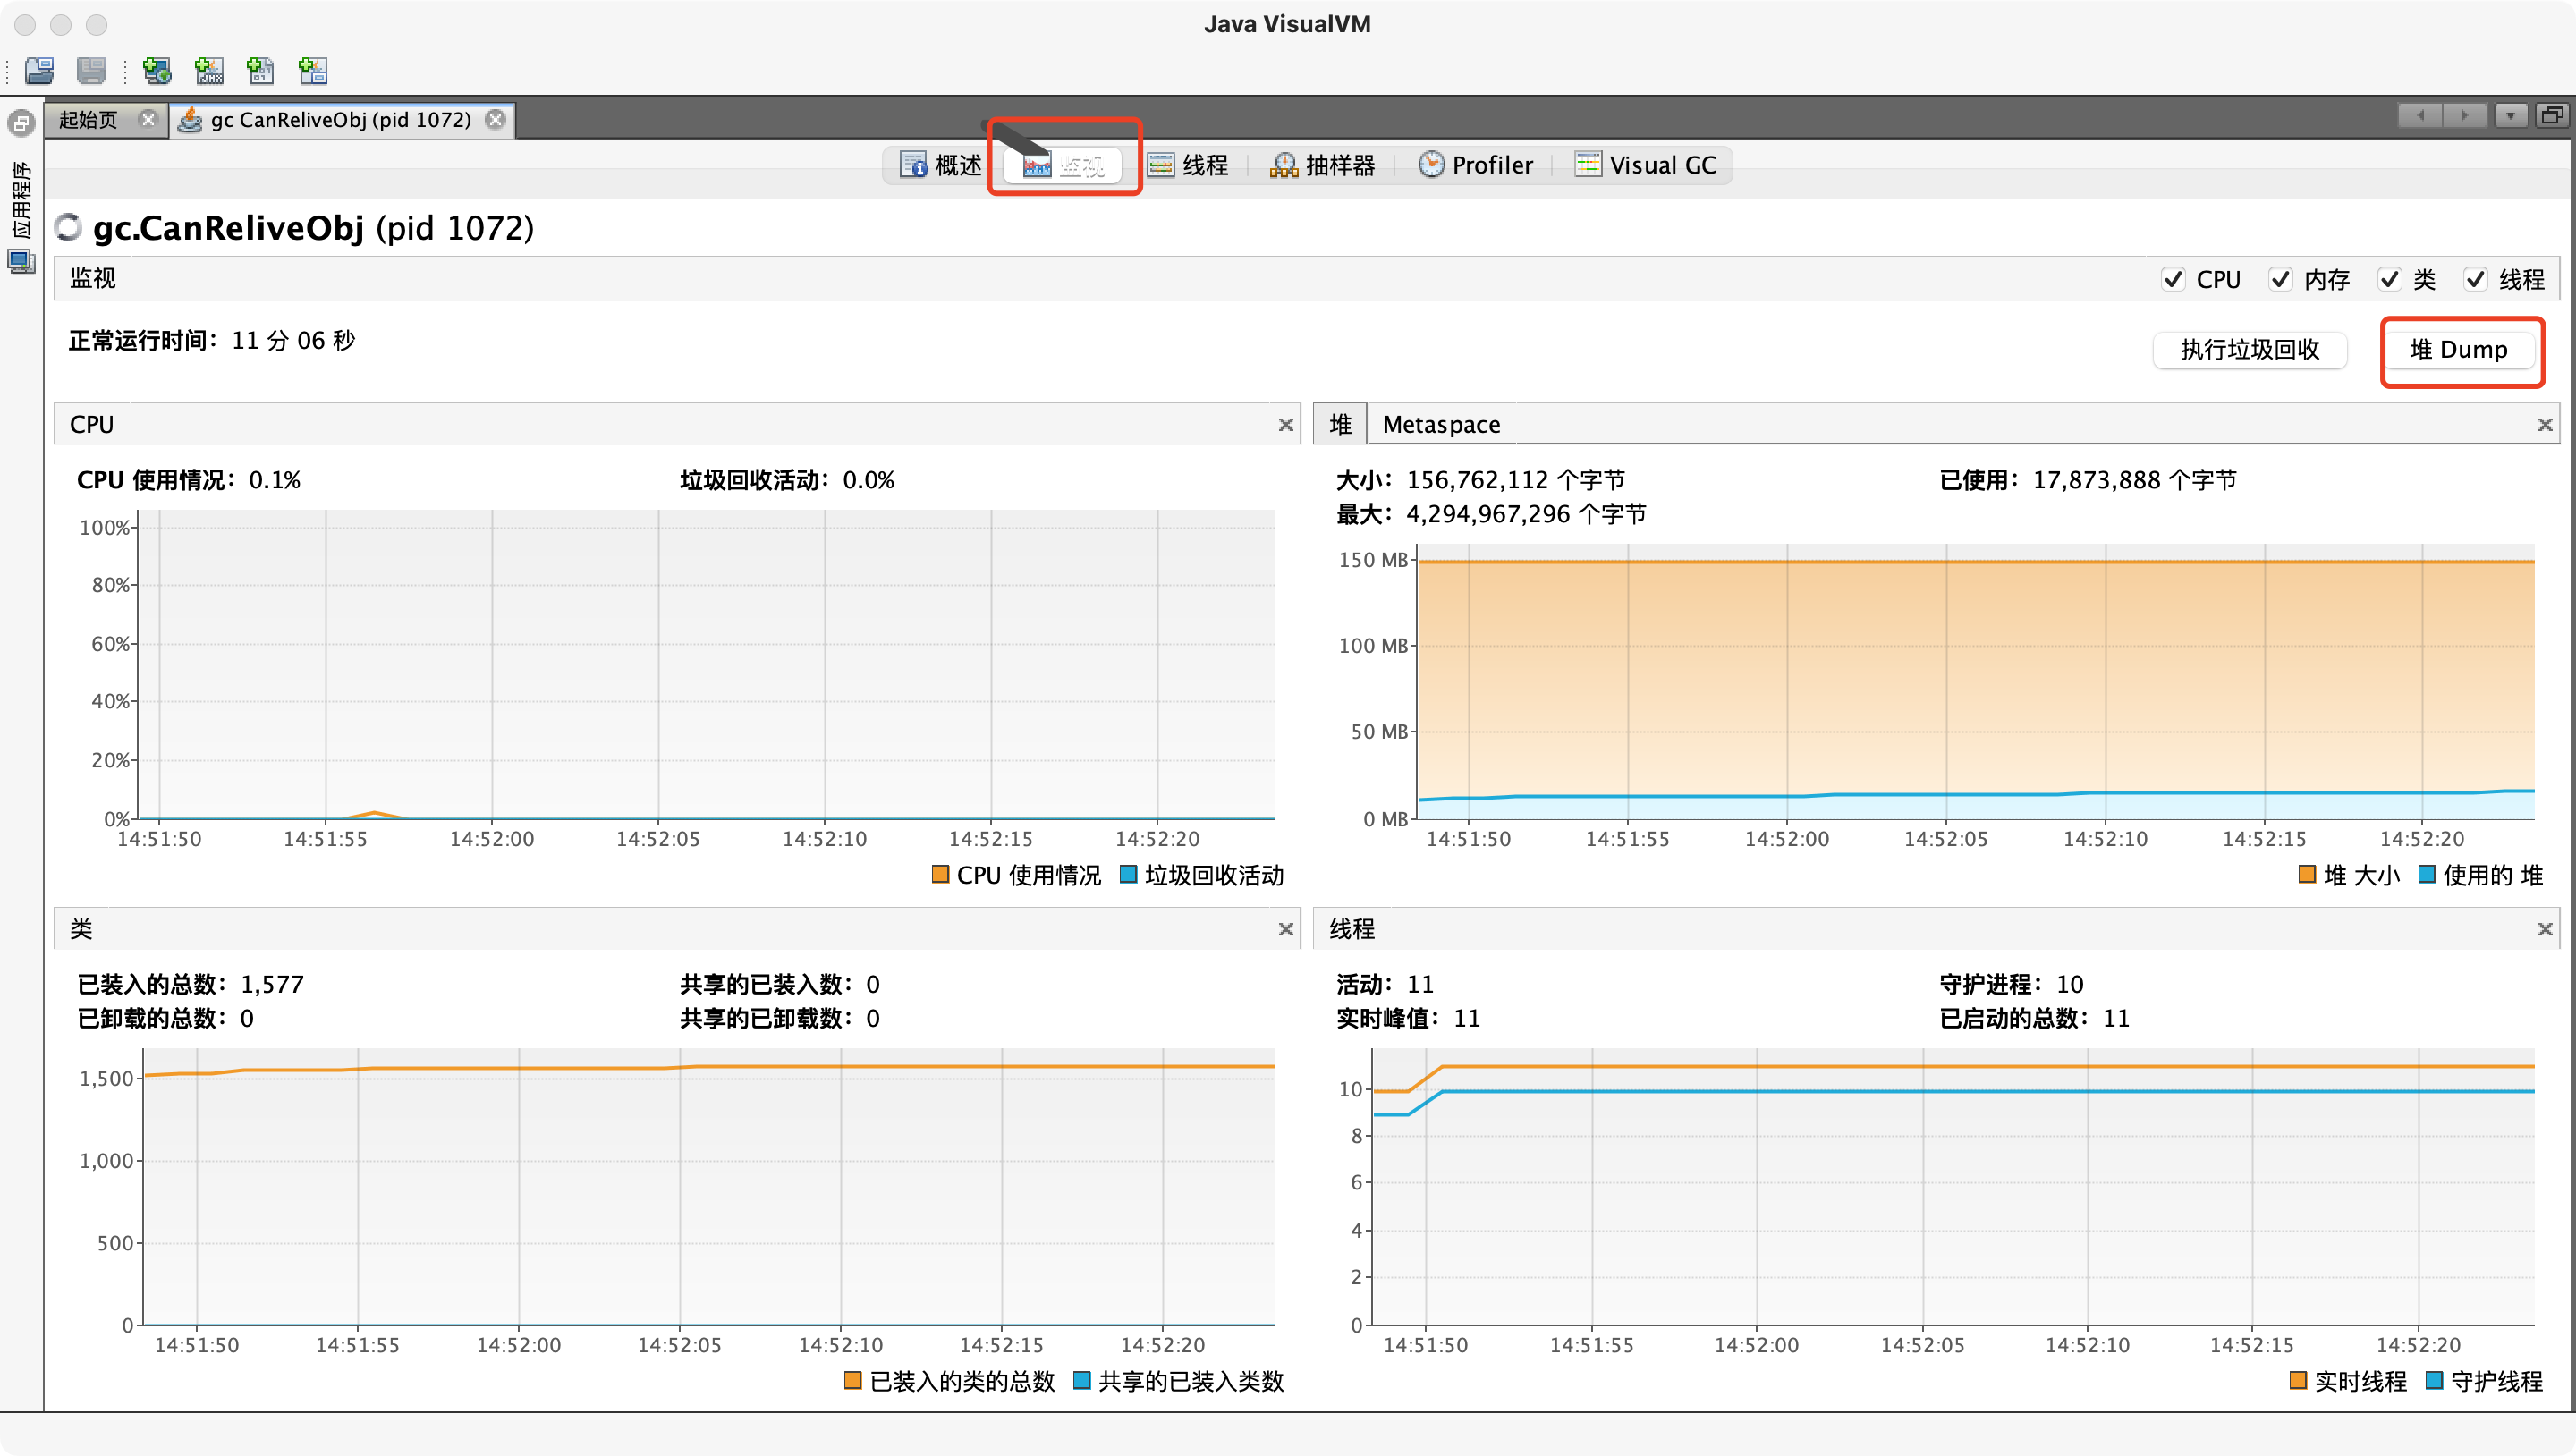 Java VisualVM
起始页
gc CanReliveObj (pid 1072)
应用程序
概述
监视
线程
抽样器
Profiler
Visual GC
gc.CanReliveObj (pid 1072)
监视
CPU 内存 类 线程
正常运行时间： 11 分 06 秒
执行垃圾回收
堆 Dump
CPU
CPU 使用情况： 0.1%
垃圾回收活动： 0.0%
100%
80%
60%
40%
20%
0%
14:51:50 14:51:55 14:52:00 14:52:05 14:52:10 14:52:15 14:52:20
CPU 使用情况 垃圾回收活动
堆 Metaspace
大小： 156,762,112 个字节
已使用： 17,873,888 个字节
最大： 4,294,967,296 个字节
150 MB
100 MB
50 MB
0 MB
14:51:50 14:51:55 14:52:00 14:52:05 14:52:10 14:52:15 14:52:20
堆 大小 使用的 堆
类
已装入的总数： 1,577
共享的已装入数： 0
已卸载的总数： 0
共享的已卸载数： 0
1,500
1,000
500
0
14:51:50 14:51:55 14:52:00 14:52:05 14:52:10 14:52:15 14:52:20
已装入的类的总数 共享的已装入类数
线程
活动： 11
守护进程： 10
实时峰值： 11
已启动的总数： 11
10
8
6
4
2
0
14:51:50 14:51:55 14:52:00 14:52:05 14:52:10 14:52:15 14:52:20
实时线程 守护线程